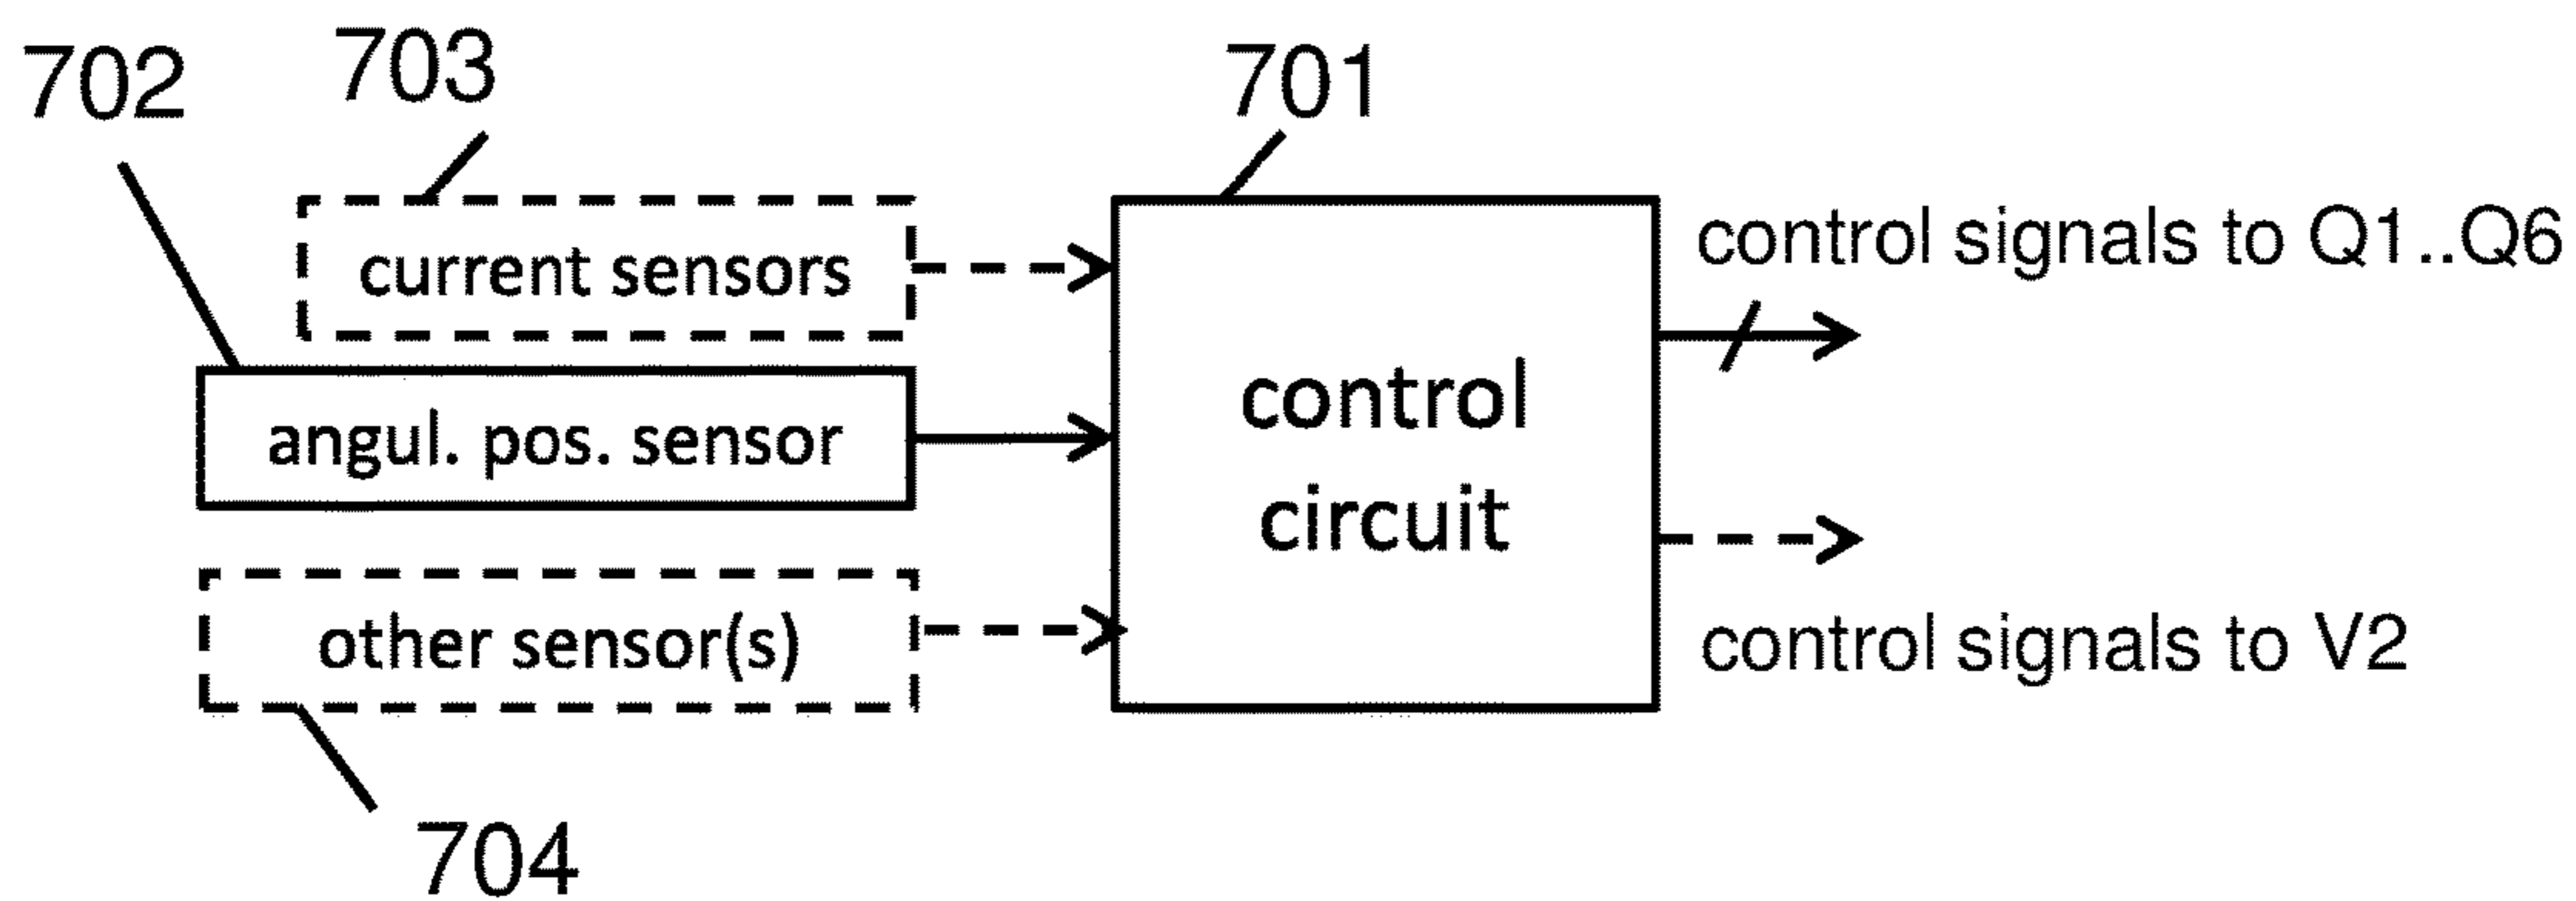 702
703
701
current sensors
control signals to Q1..Q6
angul. pos. sensor
control
circuit
other sensor(s)
control signals to V2
704